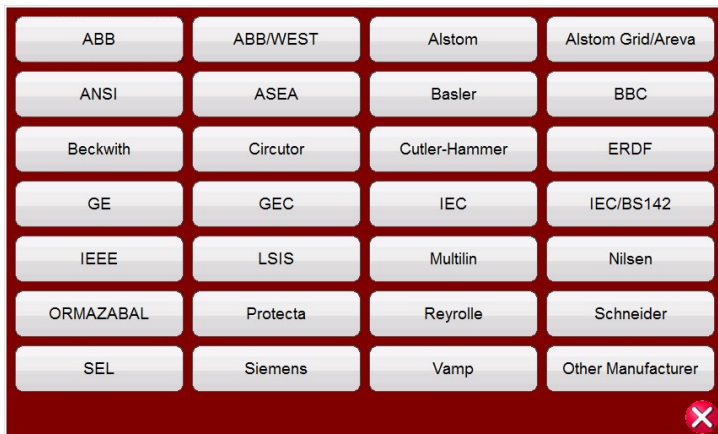 ABB
ABB/WEST
Alstom
Alstom Grid/Areva
ANSI
ASEA
Basler
BBC
Beckwith
Circutor
Cutler-Hammer
ERDF
GE
GEC
IEC
IEC/BS142
IEEE
LSIS
Multilin
Nilsen
ORMAZABAL
Protecta
Reyrolle
Schneider
SEL
Siemens
Vamp
Other Manufacturer